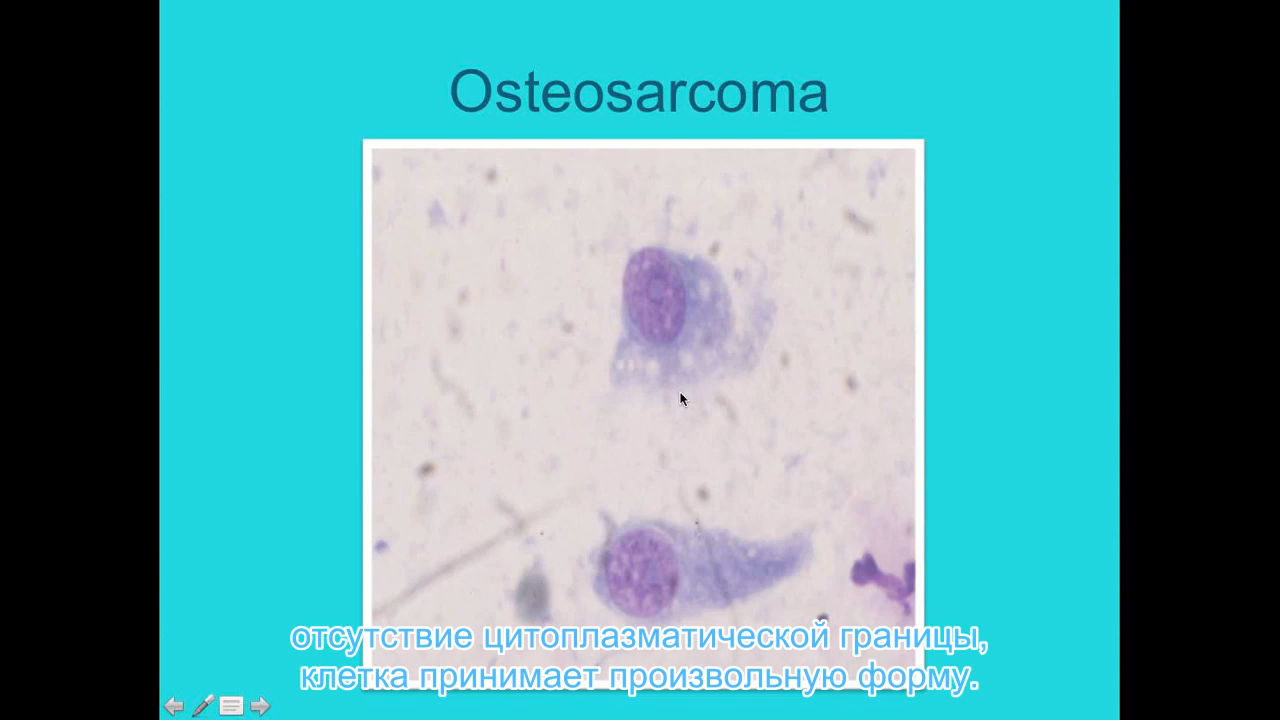 Osteosarcoma
отсутствие цитоплазматической границы,
клетка принимает произвольную форму.